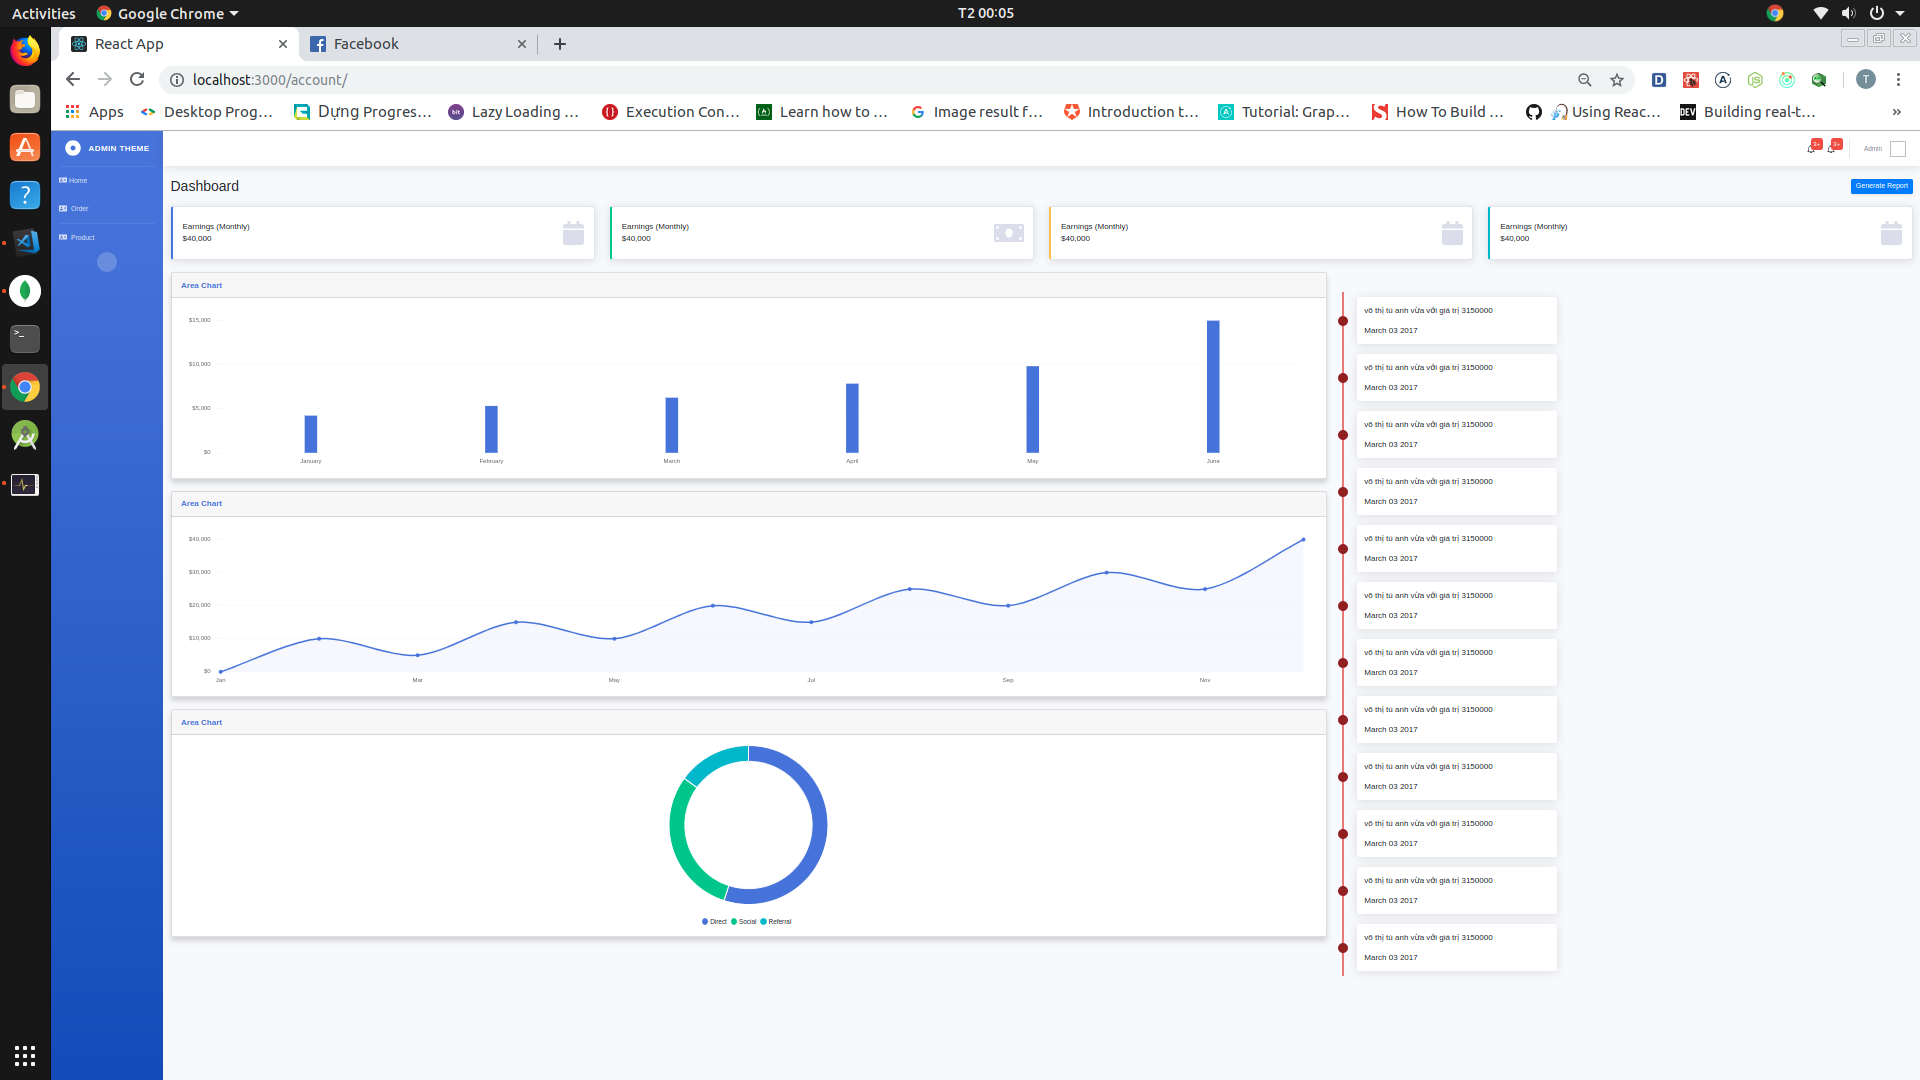 Activities
Google Chrome
T2 00:05
React App
Facebook
localhost:3000/account/
T
Apps
Desktop Prog…
Dựng Progres…
Lazy Loading …
Execution Con…
Learn how to …
Image result f…
Introduction t…
Tutorial: Grap…
How To Build …
Using Reac…
Building real-t…
ADMIN THEME
3+
3+
Admin
Home
Order
Product
Dashboard
Generate Report
Earnings (Monthly)
$40,000
Earnings (Monthly)
$40,000
Earnings (Monthly)
$40,000
Earnings (Monthly)
$40,000
Area Chart
$15,000
$10,000
$5,000
$0
January
February
March
April
May
June
Area Chart
$40,000
$30,000
$20,000
$10,000
$0
Jan
Mar
May
Jul
Sep
Nov
Area Chart
Direct
Social
Referral
võ thị tú anh vừa với giá trị 3150000
March 03 2017
võ thị tú anh vừa với giá trị 3150000
March 03 2017
võ thị tú anh vừa với giá trị 3150000
March 03 2017
võ thị tú anh vừa với giá trị 3150000
March 03 2017
võ thị tú anh vừa với giá trị 3150000
March 03 2017
võ thị tú anh vừa với giá trị 3150000
March 03 2017
võ thị tú anh vừa với giá trị 3150000
March 03 2017
võ thị tú anh vừa với giá trị 3150000
March 03 2017
võ thị tú anh vừa với giá trị 3150000
March 03 2017
võ thị tú anh vừa với giá trị 3150000
March 03 2017
võ thị tú anh vừa với giá trị 3150000
March 03 2017
võ thị tú anh vừa với giá trị 3150000
March 03 2017